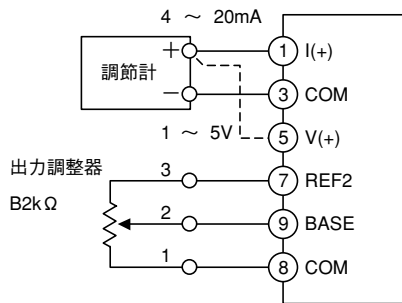 4 ～ 20mA
+ ① I(+)
調節計
− ③ COM
1 ～ 5V ⑤ V(+)
出力調整器 3 ⑦ REF2
B2kΩ 2 ⑨ BASE
1 ⑧ COM